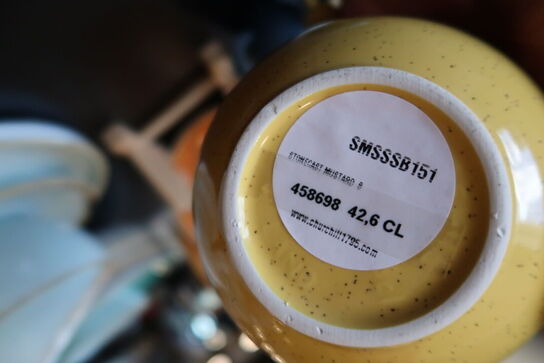 SMSSSB151
STONECAST MUSTARD B
458698 42,6 CL
www.churchill1795.com